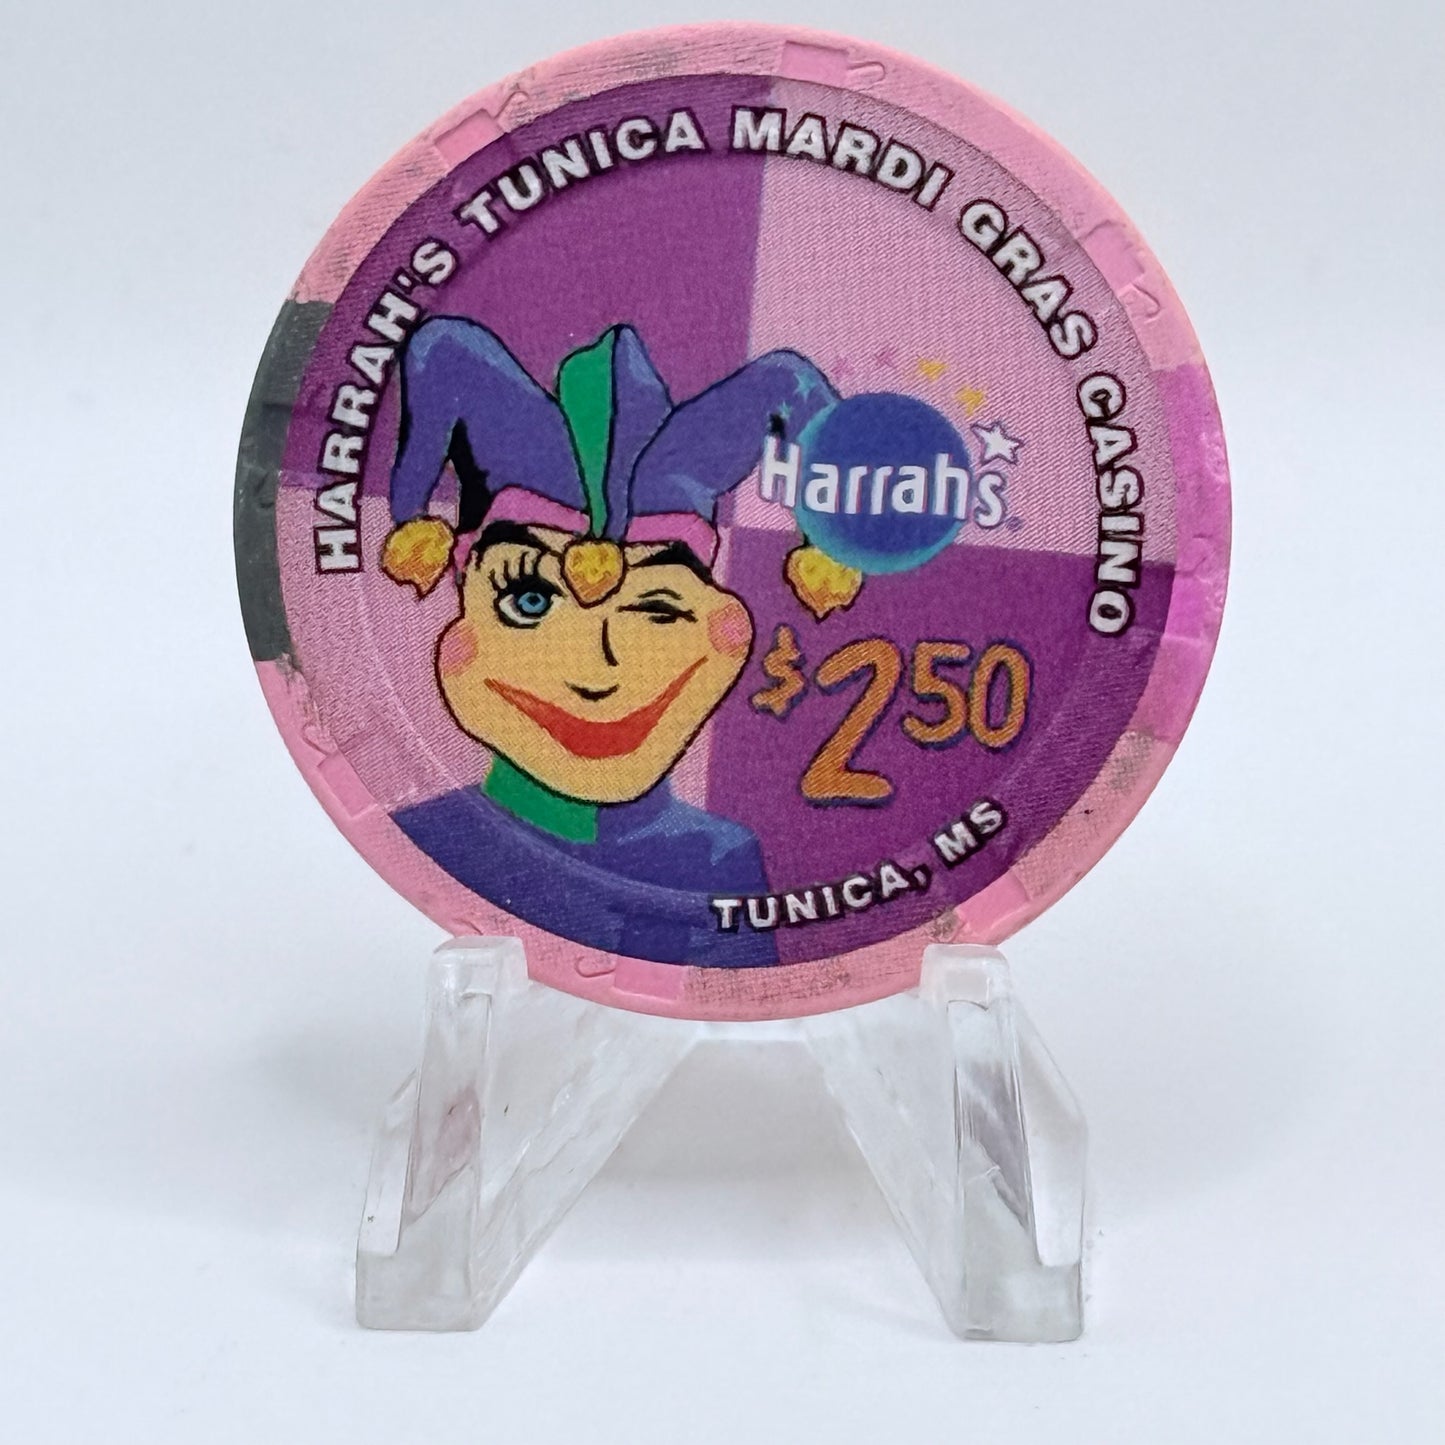 HARRAH'S TUNICA MARDI GRAS CASINO
Harrah's®
$2.50
TUNICA, MS